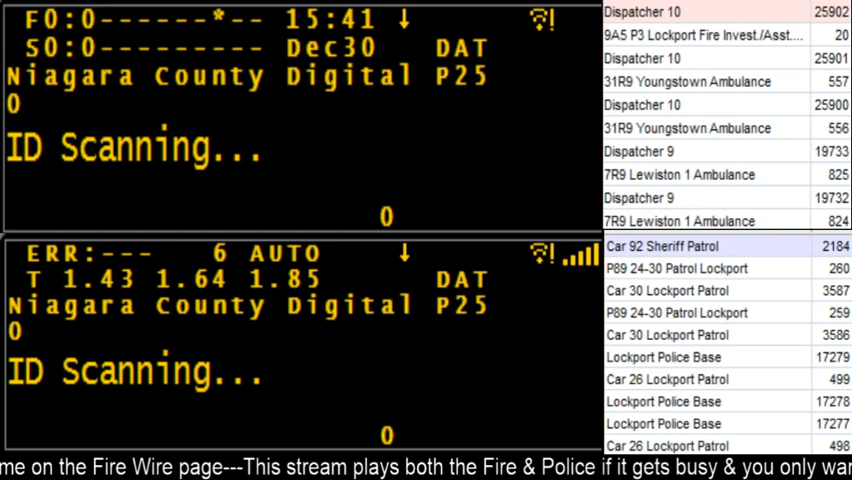 F0:0------*-- 15:41 ↓
S0:0--------- Dec30 DAT
Niagara County Digital P25
0
ID Scanning...
0
Dispatcher 10 25902
9A5 P3 Lockport Fire Invest./Asst.... 20
Dispatcher 10 25901
31R9 Youngstown Ambulance 557
Dispatcher 10 25900
31R9 Youngstown Ambulance 556
Dispatcher 9 19733
7R9 Lewiston 1 Ambulance 825
Dispatcher 9 19732
7R9 Lewiston 1 Ambulance 824
ERR:--- 6 AUTO ↓
T 1.43 1.64 1.85 DAT
Niagara County Digital P25
0
ID Scanning...
0
Car 92 Sheriff Patrol 2184
P89 24-30 Patrol Lockport 260
Car 30 Lockport Patrol 3587
P89 24-30 Patrol Lockport 259
Car 30 Lockport Patrol 3586
Lockport Police Base 17279
Car 26 Lockport Patrol 499
Lockport Police Base 17278
Lockport Police Base 17277
Car 26 Lockport Patrol 498
me on the Fire Wire page---This stream plays both the Fire & Police if it gets busy & you only wan